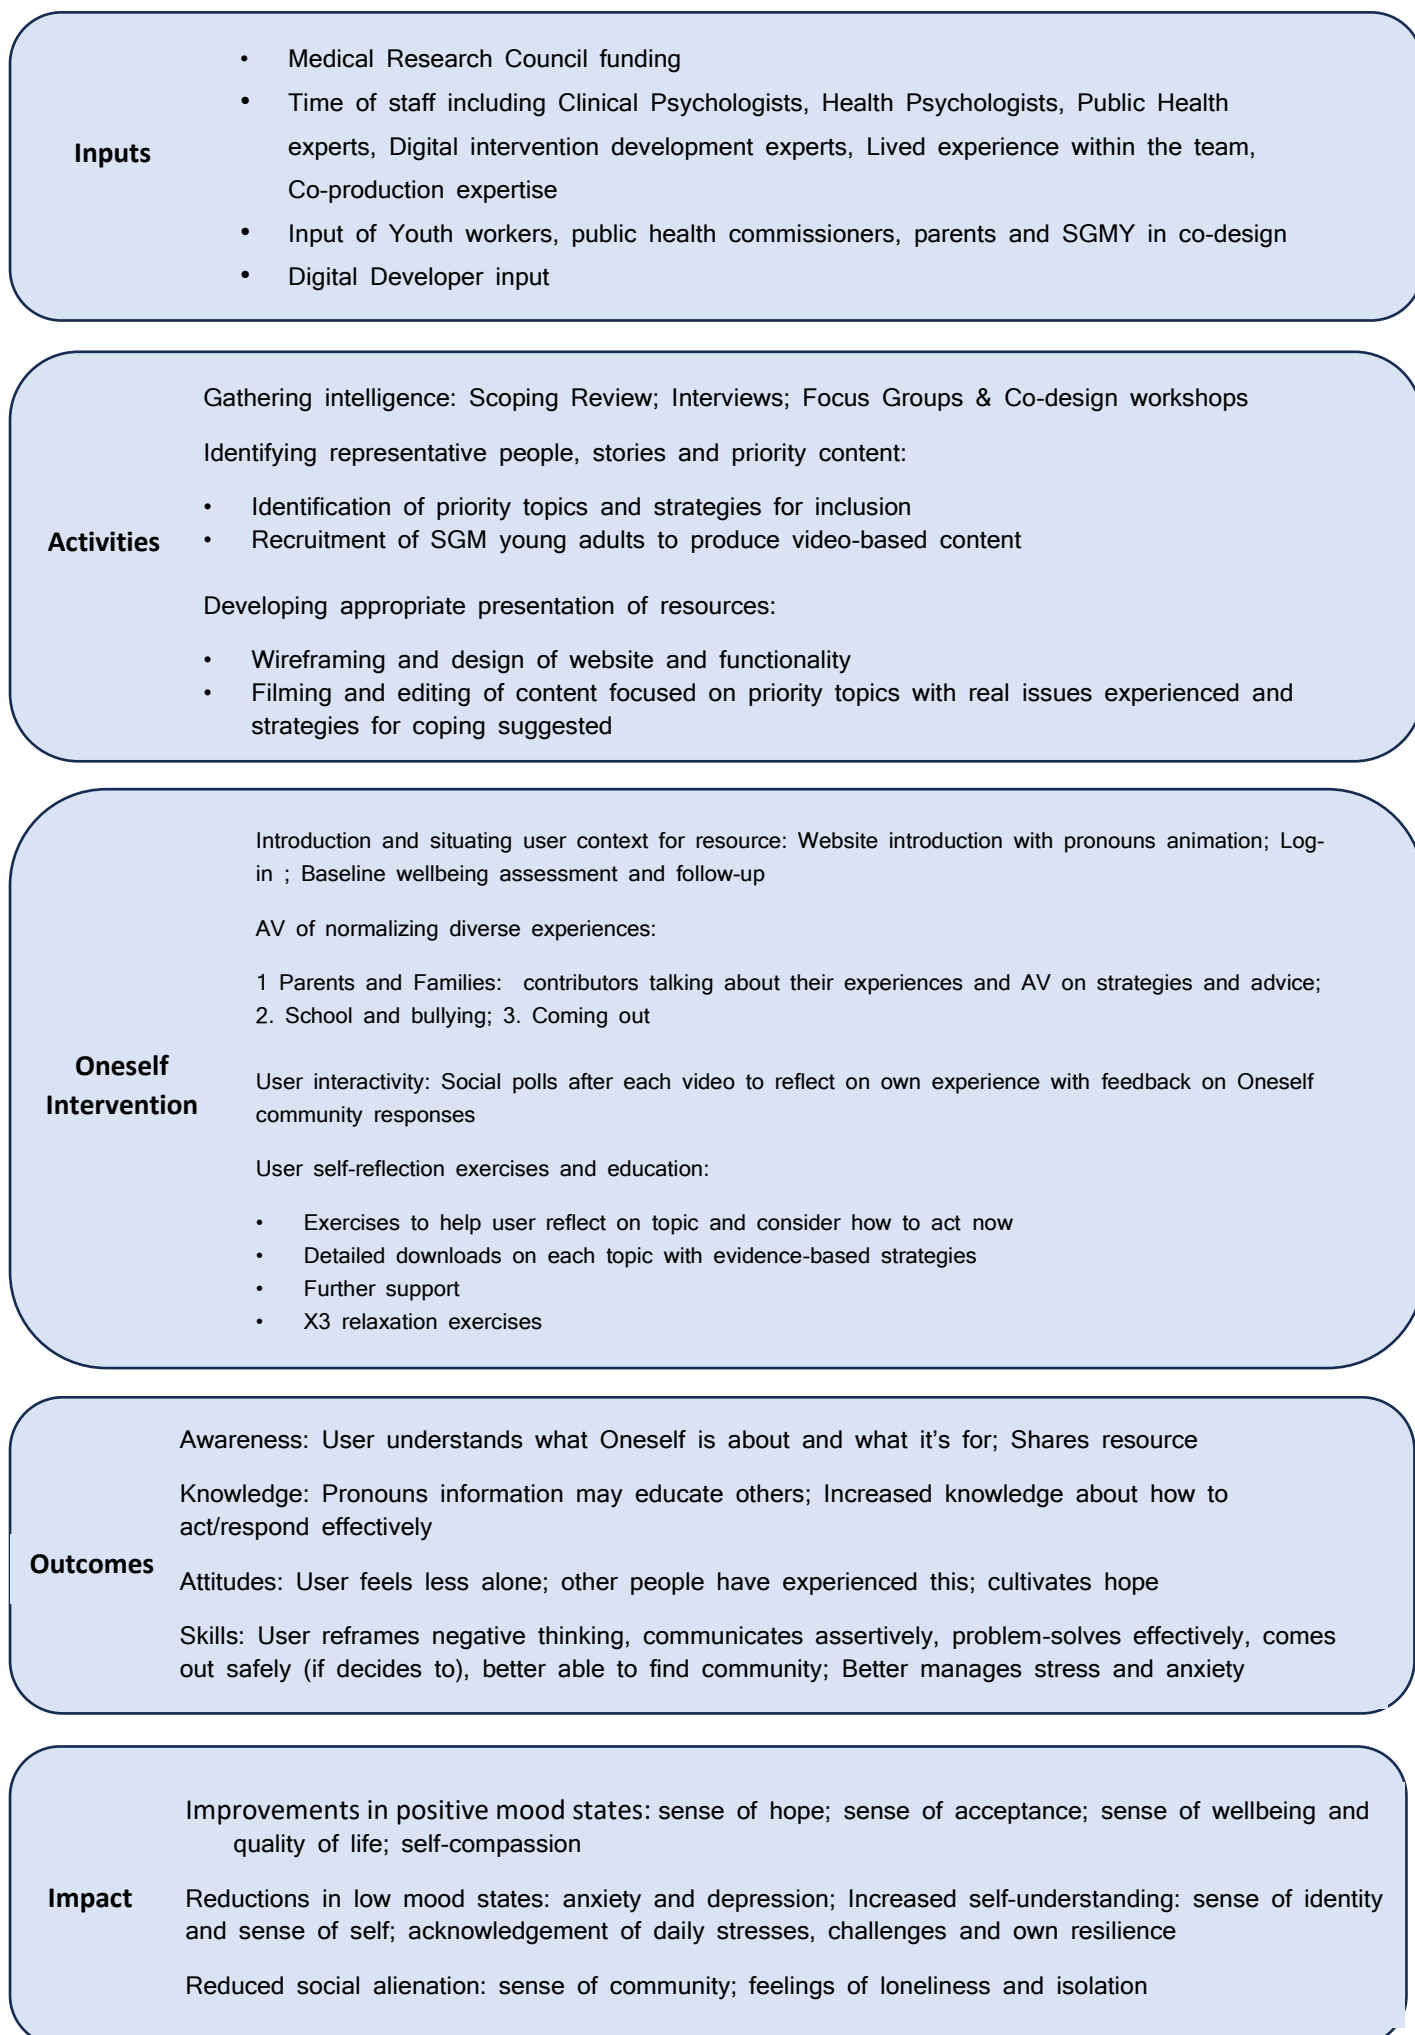 Inputs
• Medical Research Council funding
• Time of staff including Clinical Psychologists, Health Psychologists, Public Health
experts, Digital intervention development experts, Lived experience within the team,
Co-production expertise
• Input of Youth workers, public health commissioners, parents and SGMY in co-design
• Digital Developer input
Activities
Gathering intelligence: Scoping Review; Interviews; Focus Groups & Co-design workshops
Identifying representative people, stories and priority content:
• Identification of priority topics and strategies for inclusion
• Recruitment of SGM young adults to produce video-based content
Developing appropriate presentation of resources:
• Wireframing and design of website and functionality
• Filming and editing of content focused on priority topics with real issues experienced and
strategies for coping suggested
Oneself
Intervention
Introduction and situating user context for resource: Website introduction with pronouns animation; Log-
in ; Baseline wellbeing assessment and follow-up
AV of normalizing diverse experiences:
1 Parents and Families: contributors talking about their experiences and AV on strategies and advice;
2. School and bullying; 3. Coming out
User interactivity: Social polls after each video to reflect on own experience with feedback on Oneself
community responses
User self-reflection exercises and education:
• Exercises to help user reflect on topic and consider how to act now
• Detailed downloads on each topic with evidence-based strategies
• Further support
• X3 relaxation exercises
Outcomes
Awareness: User understands what Oneself is about and what it's for; Shares resource
Knowledge: Pronouns information may educate others; Increased knowledge about how to
act/respond effectively
Attitudes: User feels less alone; other people have experienced this; cultivates hope
Skills: User reframes negative thinking, communicates assertively, problem-solves effectively, comes
out safely (if decides to), better able to find community; Better manages stress and anxiety
Impact
Improvements in positive mood states: sense of hope; sense of acceptance; sense of wellbeing and
quality of life; self-compassion
Reductions in low mood states: anxiety and depression; Increased self-understanding: sense of identity
and sense of self; acknowledgement of daily stresses, challenges and own resilience
Reduced social alienation: sense of community; feelings of loneliness and isolation